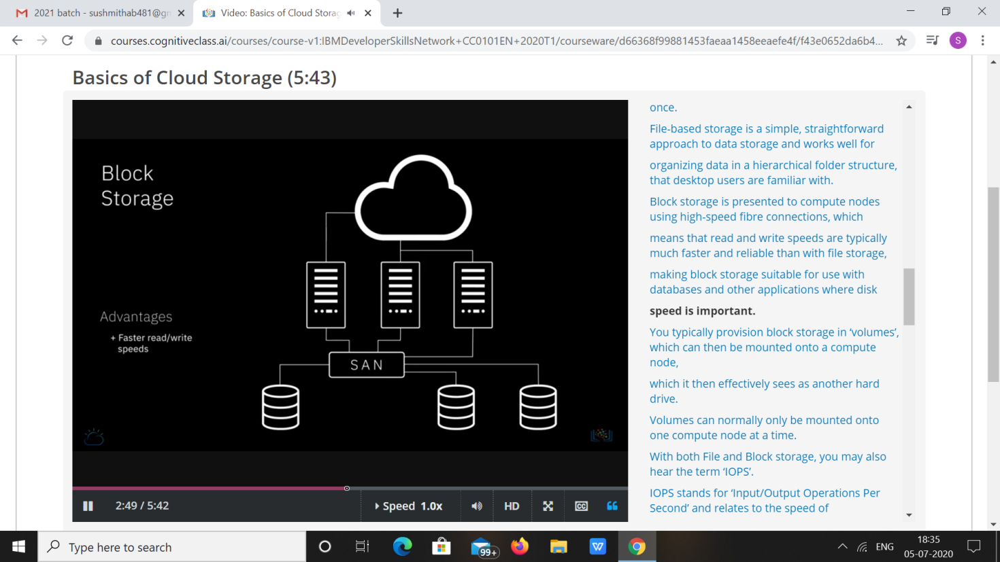 2021 batch - sushmithab481@gm
Video: Basics of Cloud Storag
courses.cognitiveclass.ai/courses/course-v1:IBMDeveloperSkillsNetwork+CC0101EN+2020T1/courseware/d66368f99881453faeaa1458eeaefe4f/f43e0652da6b4...
S
Basics of Cloud Storage (5:43)
Block
Storage
Advantages
+ Faster read/write
speeds
SAN
2:49 / 5:42
Speed 1.0x
HD
CC
once.
File-based storage is a simple, straightforward
approach to data storage and works well for
organizing data in a hierarchical folder structure,
that desktop users are familiar with.
Block storage is presented to compute nodes
using high-speed fibre connections, which
means that read and write speeds are typically
much faster and reliable than with file storage,
making block storage suitable for use with
databases and other applications where disk
speed is important.
You typically provision block storage in ‘volumes’,
which can then be mounted onto a compute
node,
which it then effectively sees as another hard
drive.
Volumes can normally only be mounted onto
one compute node at a time.
With both File and Block storage, you may also
hear the term ‘IOPS’.
IOPS stands for ‘Input/Output Operations Per
Second’ and relates to the speed of
Type here to search
99+
W
ENG
18:35
05-07-2020